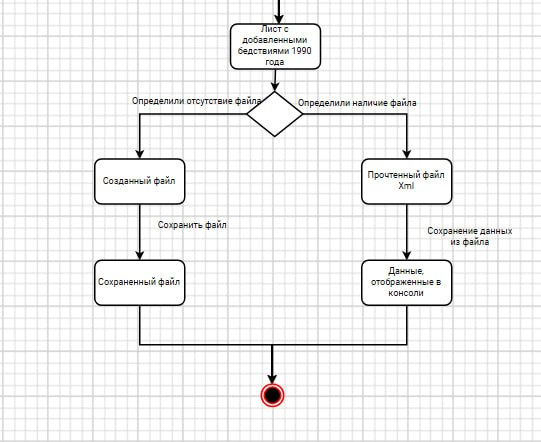 Лист с
добавленными
бедствиями 1990
года
Определили отсутствие файла
Определили наличие файла
Созданный файл
Прочтенный файл
Xml
Сохранить файл
Сохранение данных
из файла
Сохраненный файл
Данные,
отображенные в
консоли